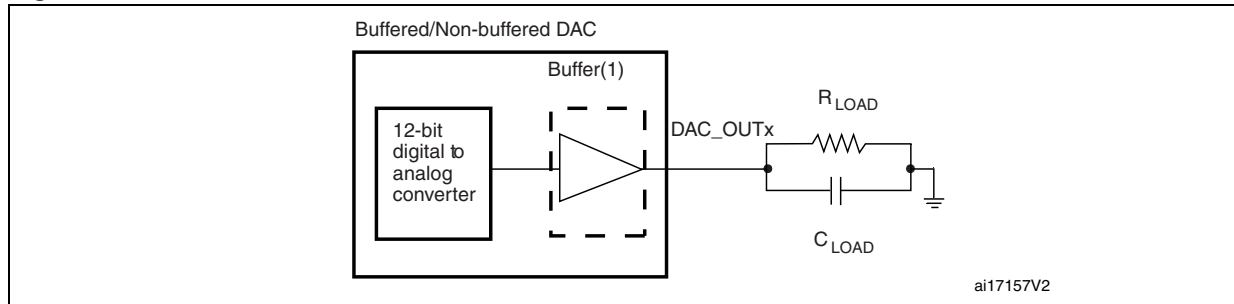 Buffered/Non-buffered DAC
Buffer(1)
12-bit
digital to
analog
converter
DAC_OUTx
R LOAD
C LOAD
ai17157V2